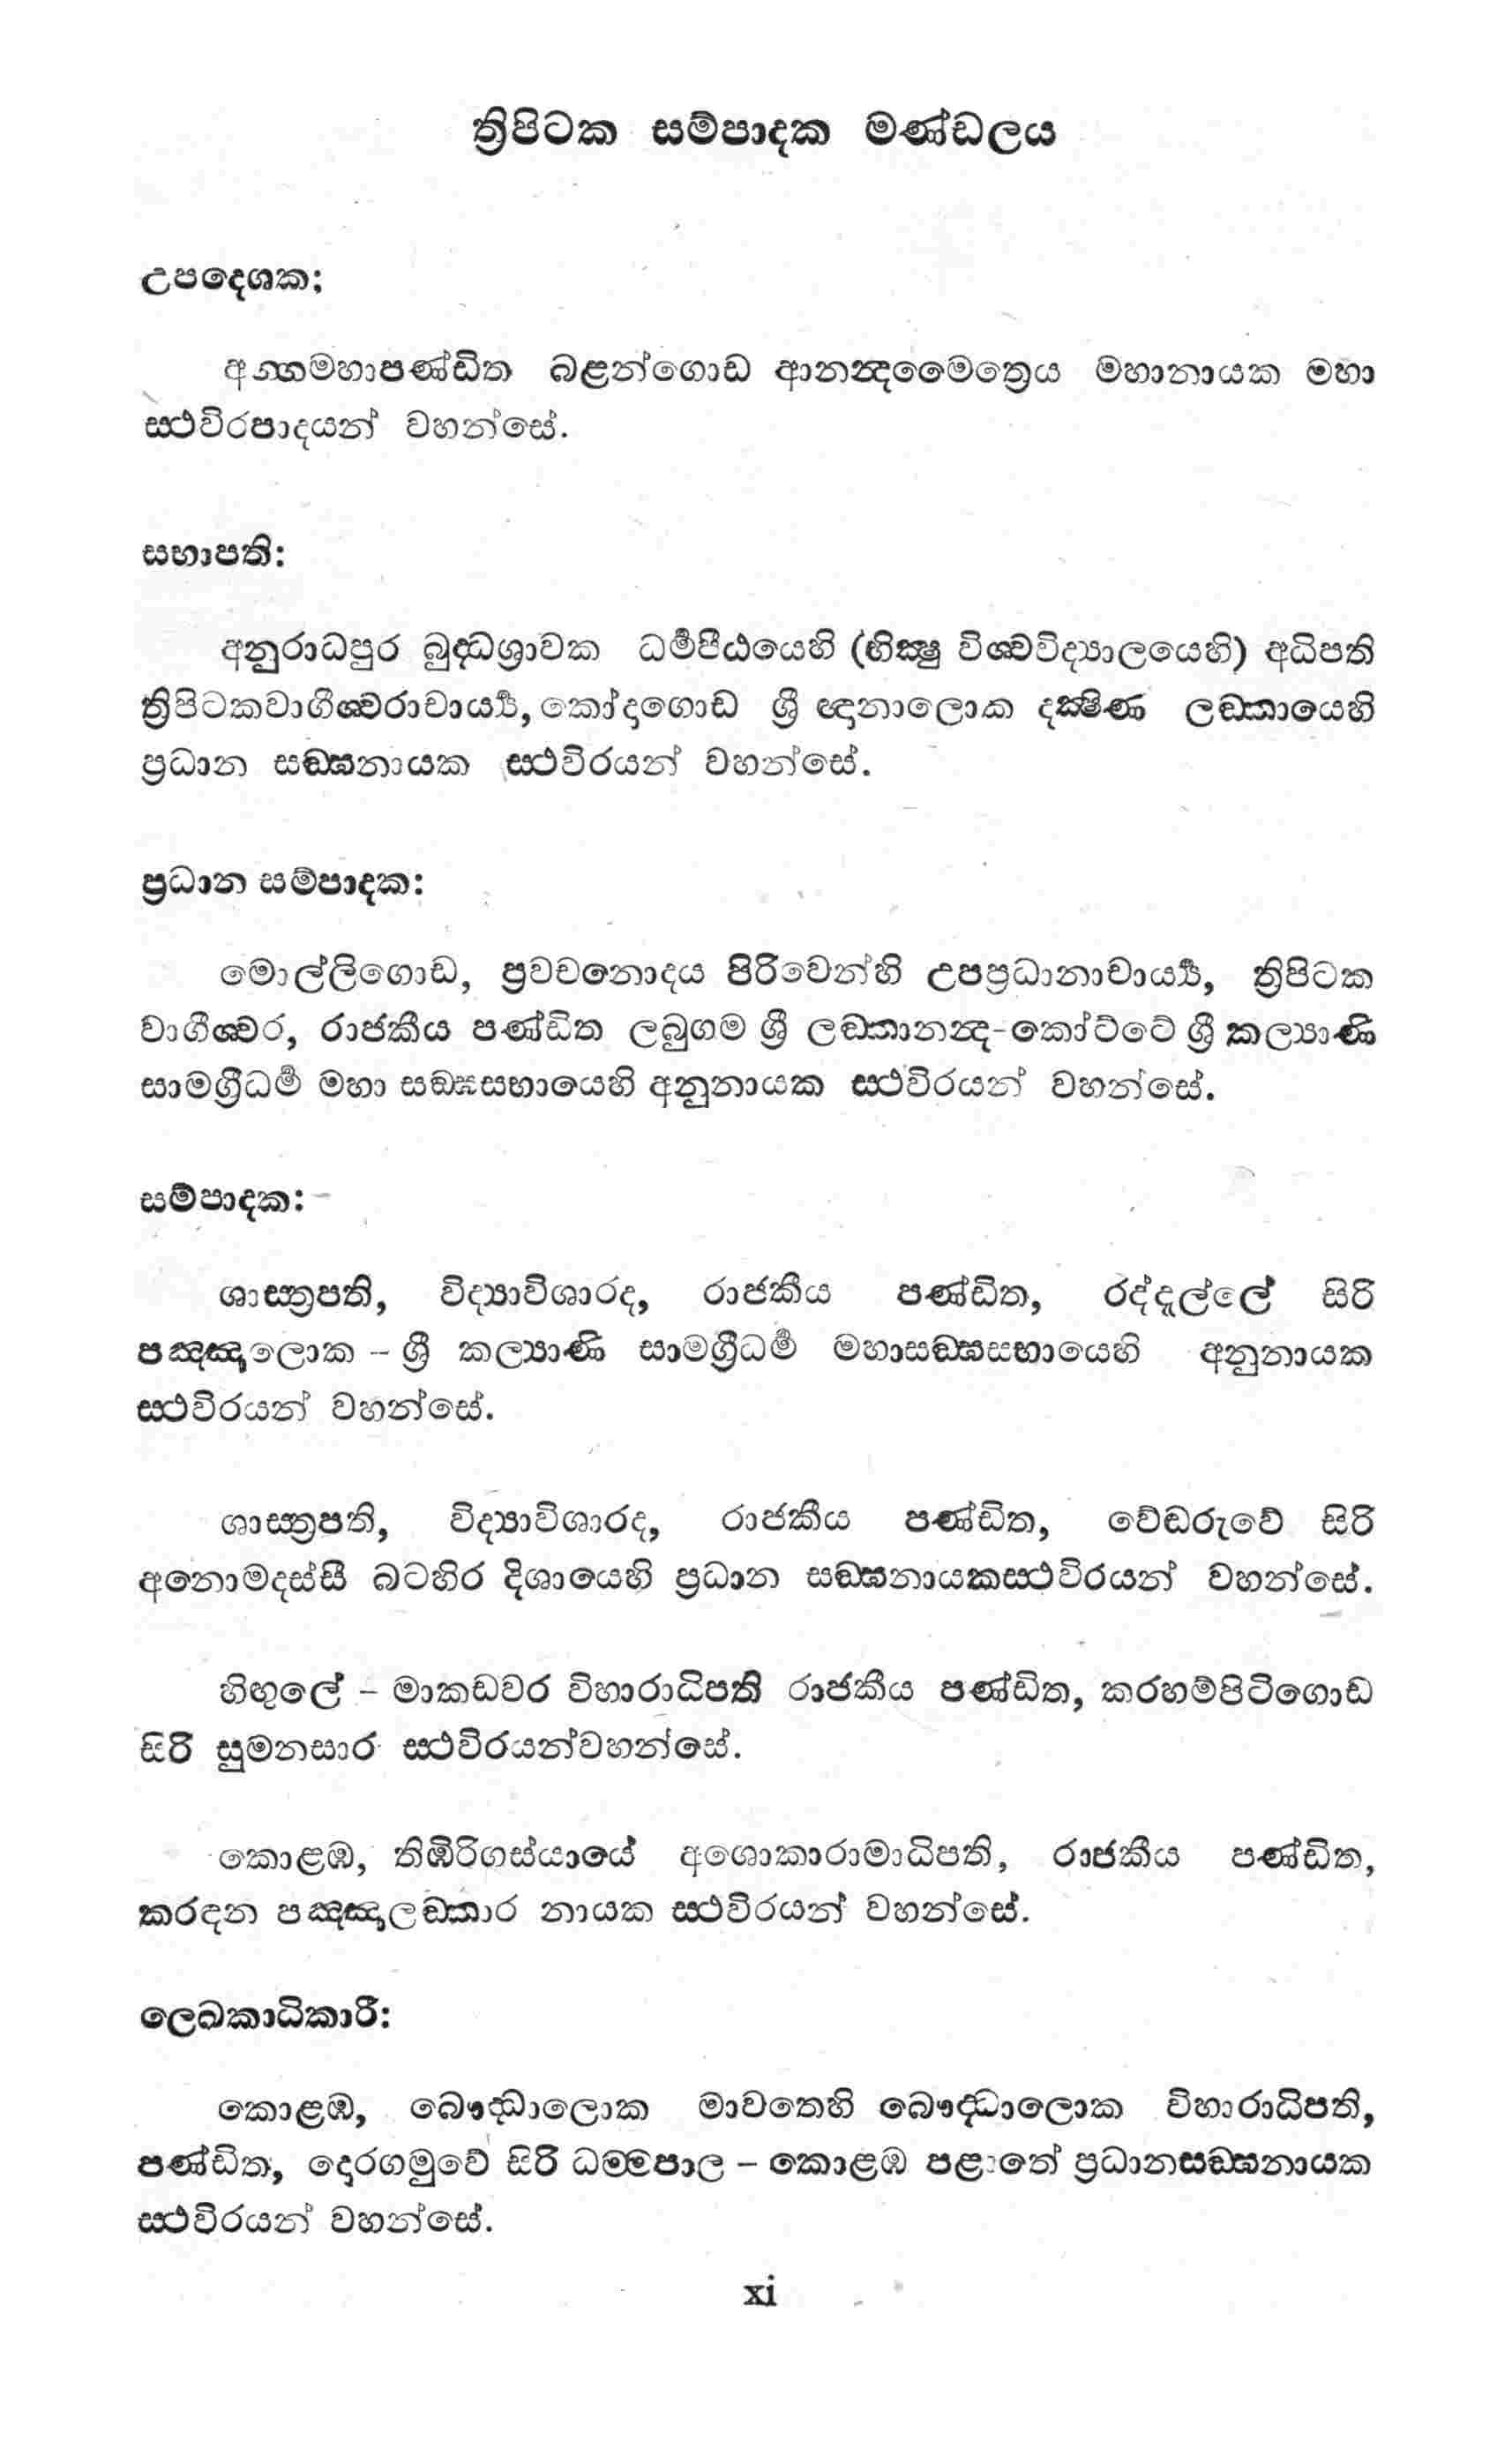 ත්‍රිපිටක සම්පාදක මණ්ඩලය
උපදෙශක;
අග්‍ගමහාපණ්ඩිත බළන්ගොඩ ආනන්‍දමෛත්‍රෙය මහානායක මහා
ස්‍ථවිරපාදයන් වහන්සේ.
සභාපති:
අනුරාධපුර බුද්‍ධශ්‍රාවක ධර්‍මපීඨයෙහි (භික්‍ෂු විශ්‍වවිද්‍යාලයෙහි) අධිපති
ත්‍රිපිටකවාගීශ්‍වරාචාර්‍ය්‍ය, කෝදාගොඩ ශ්‍රී ඥානාලොක දක්‍ෂිණ ලඞ්කායෙහි
ප්‍රධාන සඞ්ඝනායක ස්‍ථවිරයන් වහන්සේ.
ප්‍රධාන සම්පාදක:
මොල්ලිගොඩ, ප්‍රවචනොදය පිරිවෙන්හි උපප්‍රධානාචාර්‍ය්‍ය, ත්‍රිපිටක
වාගීශ්‍වර, රාජකීය පණ්ඩිත ලබුගම ශ්‍රී ලඞ්කානන්‍ද-කෝට්ටේ ශ්‍රී කල්‍යාණි
සාමග්‍රීධර්‍ම මහා සඞ්ඝසභායෙහි අනුනායක ස්‍ථවිරයන් වහන්සේ.
සම්පාදක:-
ශාස්ත්‍රපති, විද්‍යාවිශාරද, රාජකීය පණ්ඩිත, රද්දැල්ලේ සිරි
පඤ්ඤාලොක - ශ්‍රී කල්‍යාණි සාමග්‍රීධර්‍ම මහාසඞ්ඝසභායෙහි අනුනායක
ස්‍ථවිරයන් වහන්සේ.
ශාස්ත්‍රපති, විද්‍යාවිශාරද, රාජකීය පණ්ඩිත, වේඬරුවේ සිරි
අනොමදස්සි බටහිර දිශායෙහි ප්‍රධාන සඞ්ඝනායකස්‍ථවිරයන් වහන්සේ.
හිඟුලේ - මාකඩවර විහාරාධිපති රාජකීය පණ්ඩිත, කරහම්පිටිගොඩ
සිරි සුමනසාර ස්‍ථවිරයන්වහන්සේ.
කොළඹ, තිඹිරිගස්යායේ අශොකාරාමාධිපති, රාජකීය පණ්ඩිත,
කරඳන පඤ්ඤාලඞ්කාර නායක ස්‍ථවිරයන් වහන්සේ.
ලෙඛකාධිකාරී:
කොළඹ, බෞද්‍ධාලොක මාවතෙහි බෞද්‍ධාලොක විහාරාධිපති,
පණ්ඩිත, දොරගමුවේ සිරි ධම්මපාල - කොළඹ පළාතේ ප්‍රධානසඞ්ඝනායක
ස්‍ථවිරයන් වහන්සේ.
xi